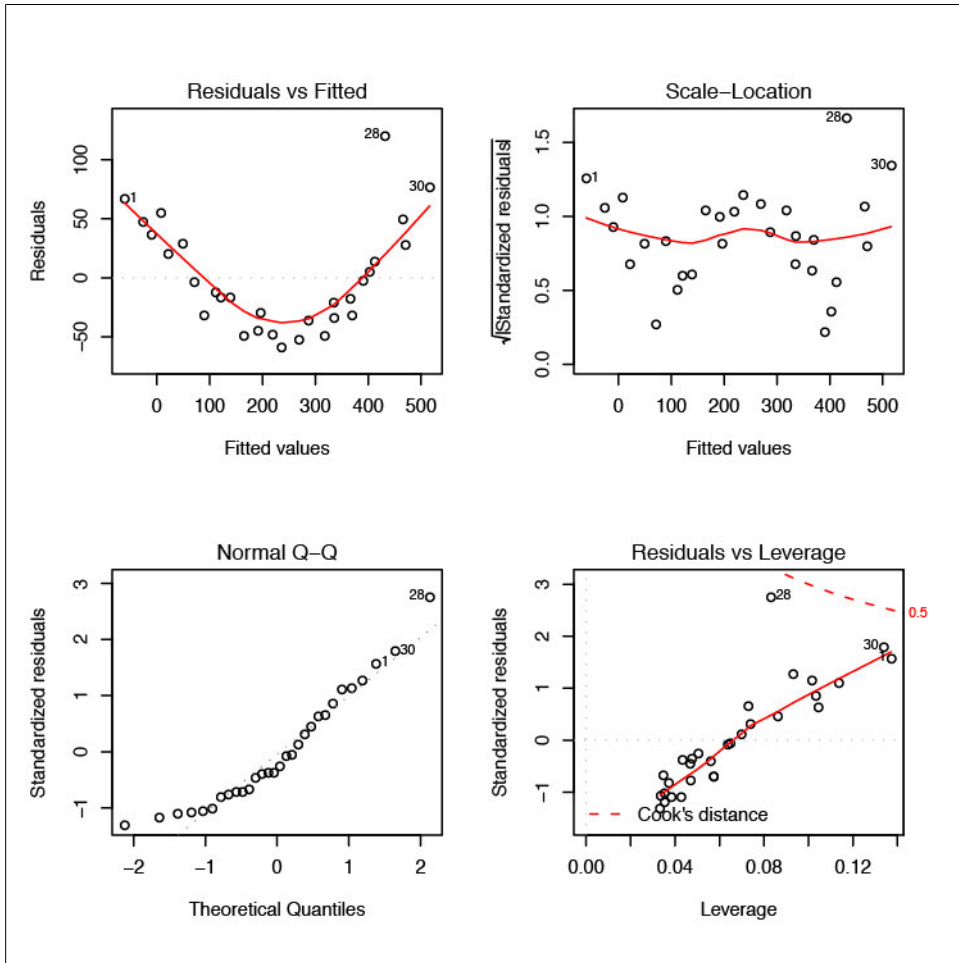 Residuals vs Fitted
Residuals
100
50
0
−50
28
30
1
0 100 200 300 400 500
Fitted values
Scale−Location
√|Standardized residuals|
1.5
1.0
0.5
0.0
28
30
1
0 100 200 300 400 500
Fitted values
Normal Q−Q
Standardized residuals
3
2
1
0
−1
28
30
1
−2 −1 0 1 2
Theoretical Quantiles
Residuals vs Leverage
Standardized residuals
3
2
1
0
−1
28
0.5
30
1
Cook's distance
0.00 0.04 0.08 0.12
Leverage